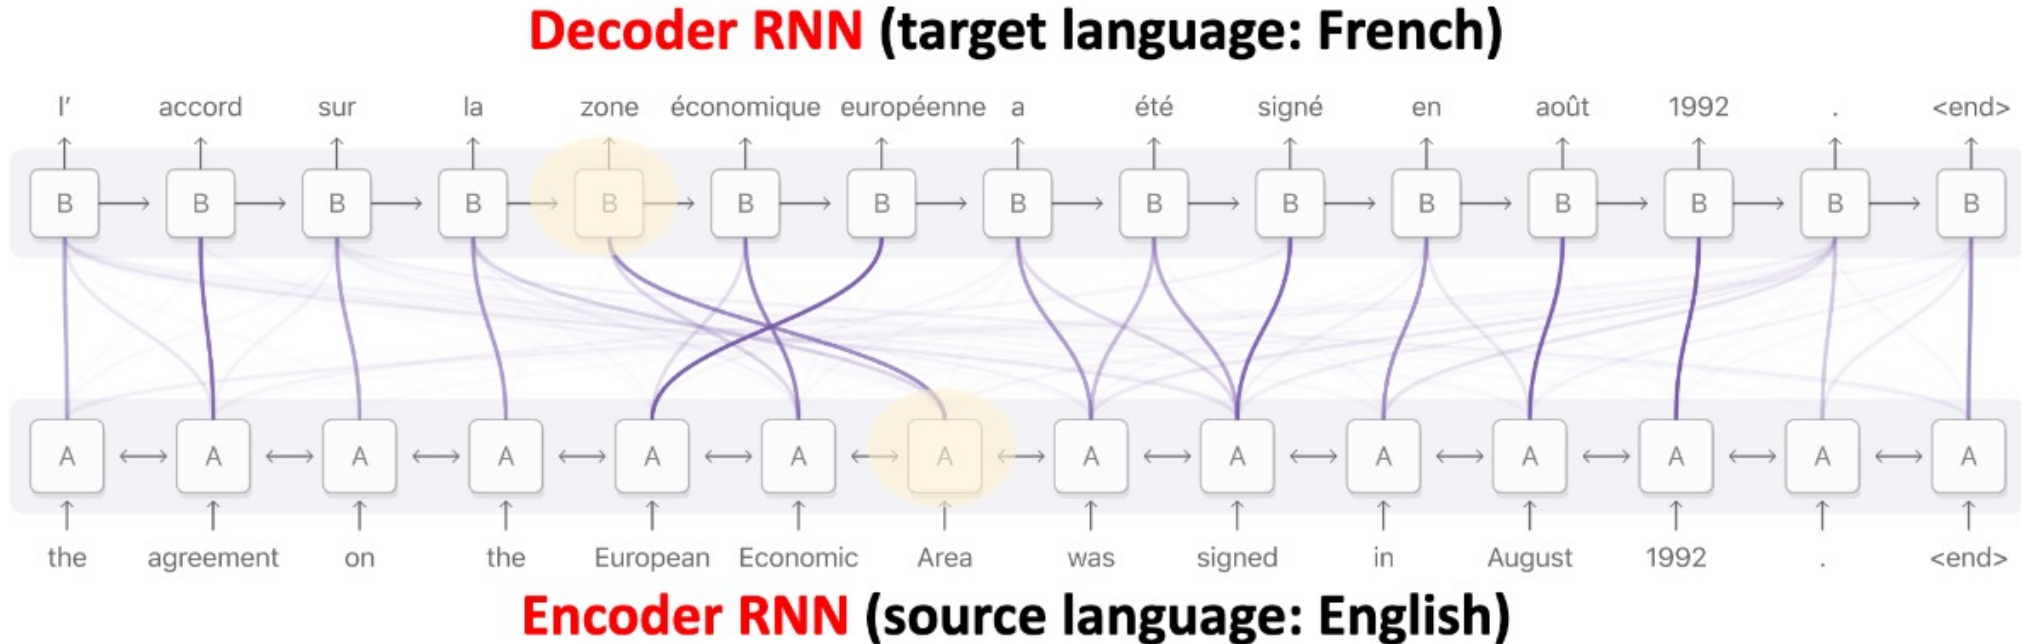 Decoder RNN (target language: French)
l' accord sur la zone économique européenne a été signé en août 1992 . <end>
B B B B B B B B B B B B B B B
A A A A A A A A A A A A A A
the agreement on the European Economic Area was signed in August 1992 . <end>
Encoder RNN (source language: English)